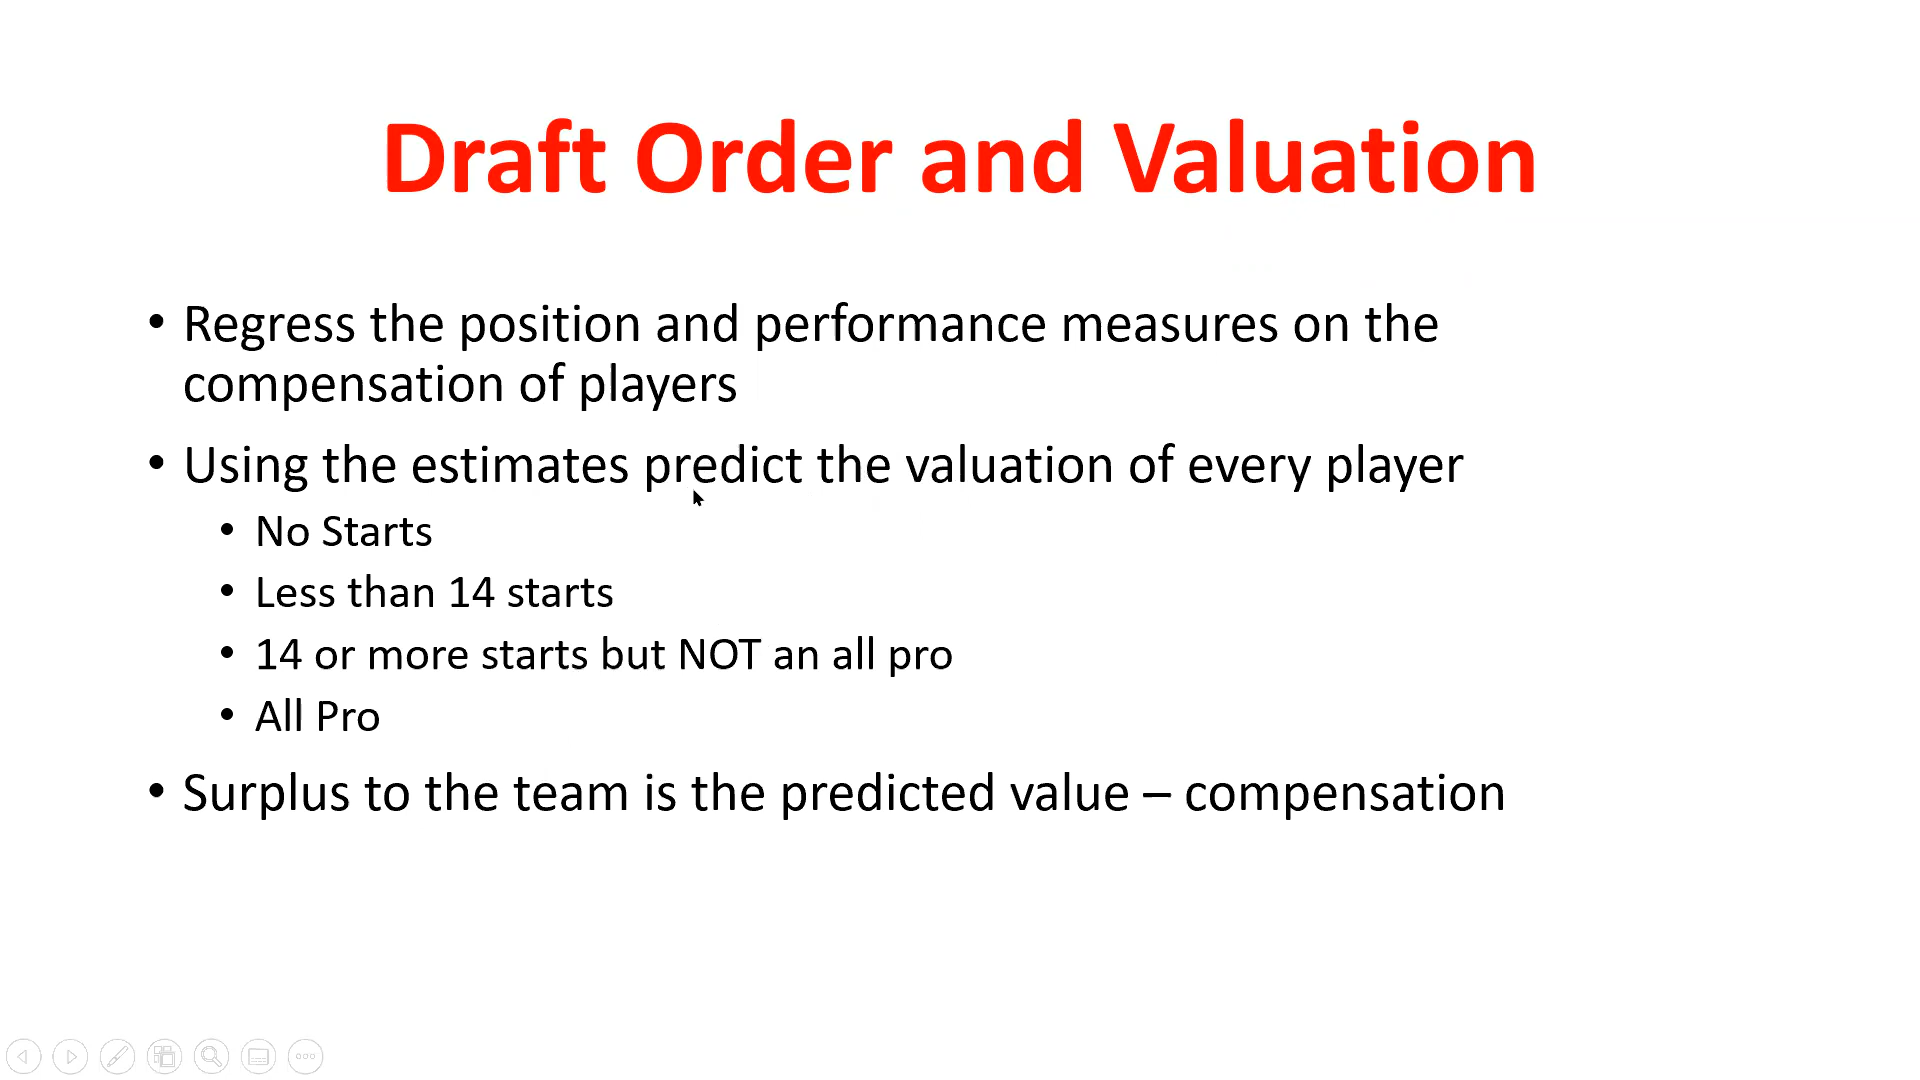 Draft Order and Valuation
• Regress the position and performance measures on the
compensation of players
• Using the estimates predict the valuation of every player
• No Starts
• Less than 14 starts
• 14 or more starts but NOT an all pro
• All Pro
• Surplus to the team is the predicted value – compensation